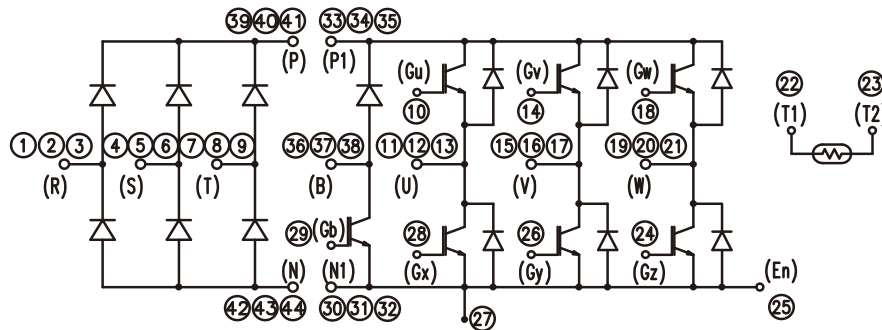 39 40 41 33 34 35
(P) (P1) (Gu) (Gv) (Gw) 22 23
10 14 18 (T1) (T2)
1 2 3 4 5 6 7 8 9 36 37 38 11 12 13 15 16 17 19 20 21
(R) (S) (T) (B) (U) (V) (W)
29 (Gb) 28 26 24
(N) (N1) (Gx) (Gy) (Gz) (En)
42 43 44 30 31 32 27 25